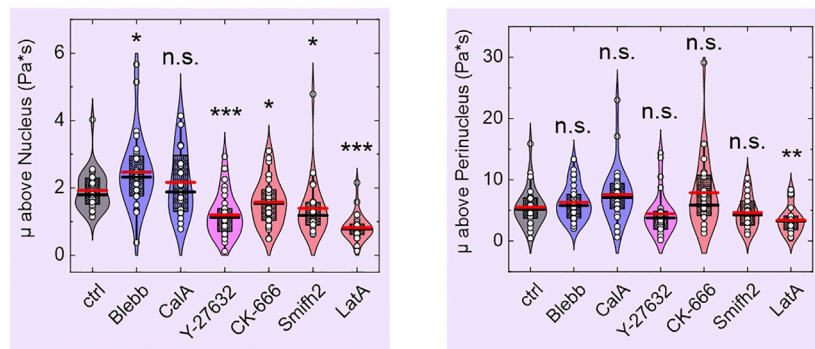 μ above Nucleus (Pa*s)
6
4
2
0
*
n.s.
***
*
*
***
ctrl
Blebb
CalA
Y-27632
CK-666
Smifh2
LatA
μ above Perinucleus (Pa*s)
30
20
10
0
n.s.
n.s.
n.s.
n.s.
n.s.
**
ctrl
Blebb
CalA
Y-27632
CK-666
Smifh2
LatA